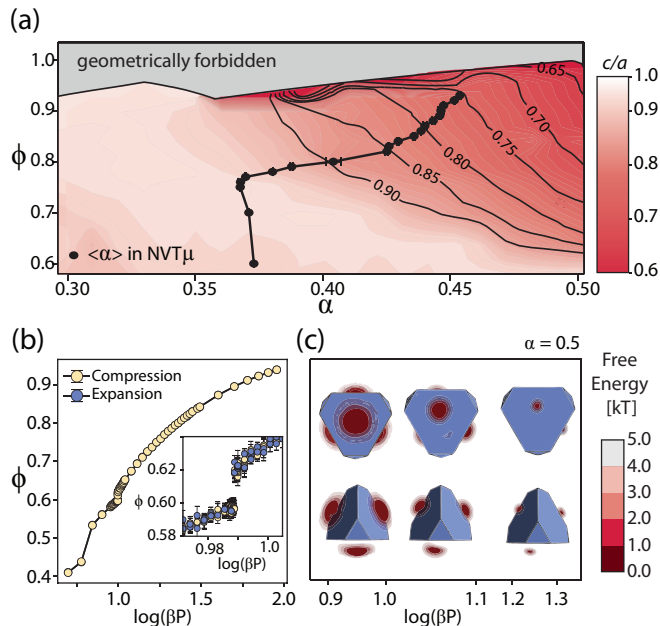 (a)
geometrically forbidden
c/a
1.0
0.9
0.8
0.7
0.6
ϕ
0.65
0.70
0.75
0.80
0.85
0.90
<α> in NVTμ
0.30
0.35
0.40
0.45
0.50
α
1.0
0.9
0.8
0.7
0.6
(b)
Compression
Expansion
ϕ
0.9
0.8
0.7
0.6
0.5
0.4
1.0
1.5
2.0
log(βP)
ϕ
0.62
0.60
0.58
0.98
1.0
log(βP)
(c)
α = 0.5
0.9
1.0
1.1
1.2
1.3
log(βP)
Free
Energy
[kT]
5.0
4.0
3.0
2.0
1.0
0.0